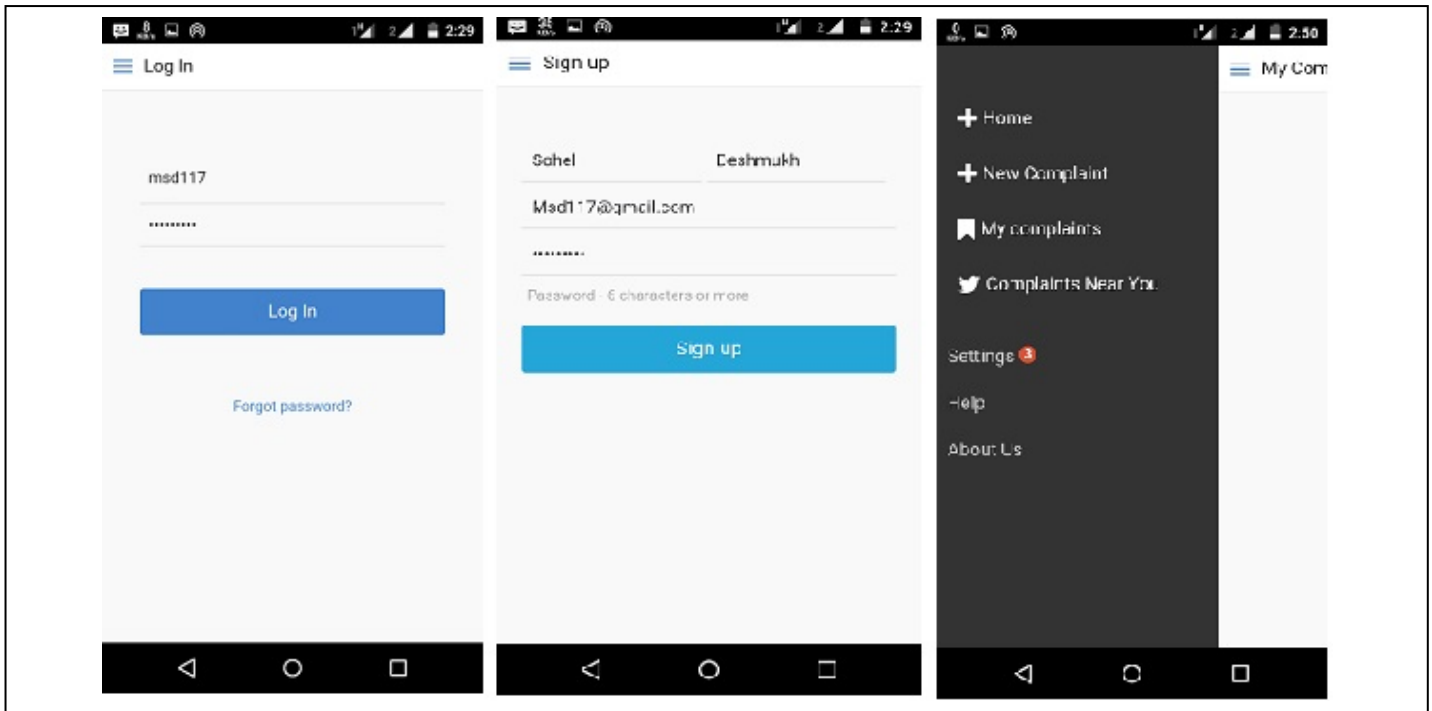 2:29
Log In
msd117
Log In
Forgot password?
2:29
Sign up
Sohel Deshmukh
Msd117@gmail.com
Password - 6 characters or more
Sign up
2:50
My Com
Home
New Complaint
My complaints
Complaints Near You
Settings 3
Help
About Us